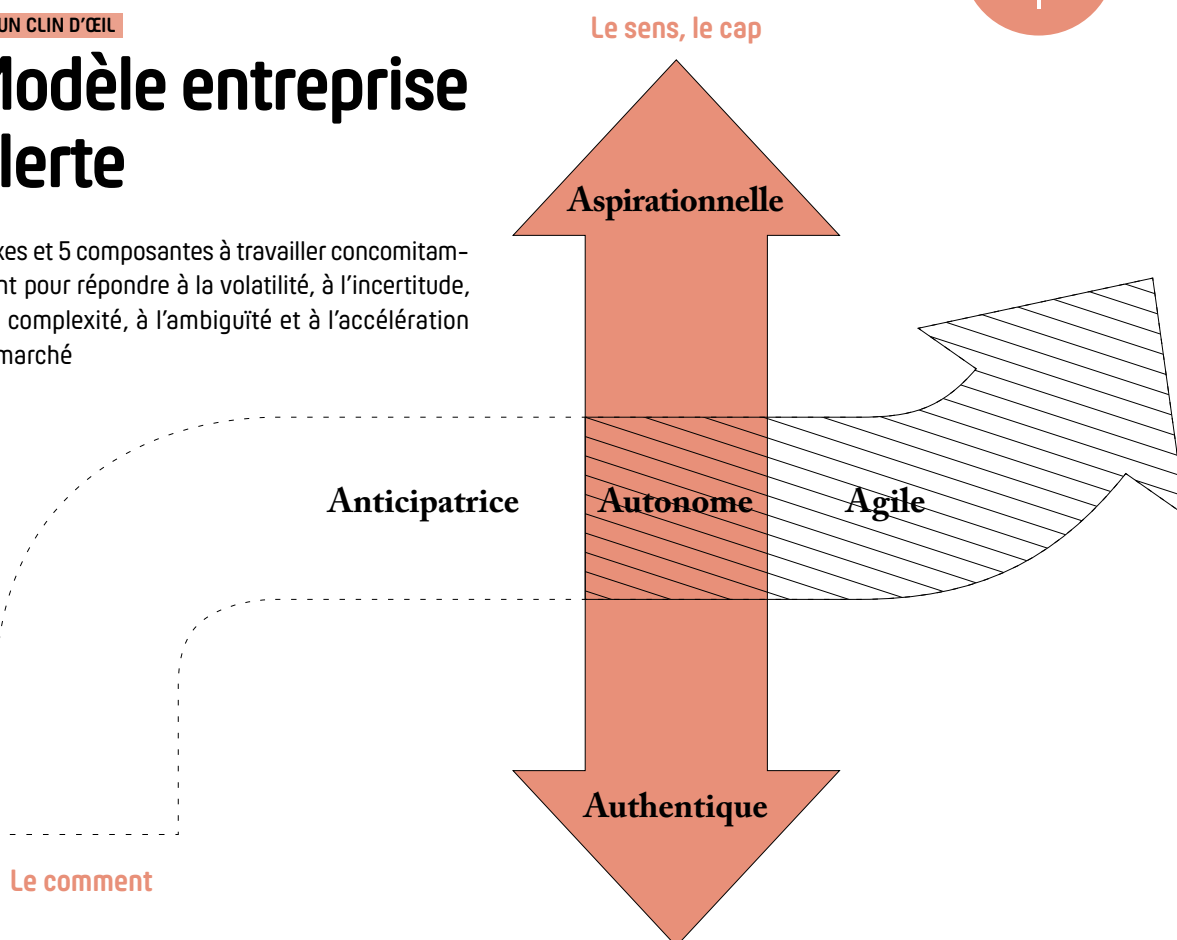 UN CLIN D'ŒIL
Modèle entreprise
lerte
xes et 5 composantes à travailler concomitam-
nt pour répondre à la volatilité, à l'incertitude,
complexité, à l'ambiguïté et à l'accélération
marché
Le sens, le cap
Aspirationnelle
Anticipatrice
Autonome
Agile
Authentique
Le comment